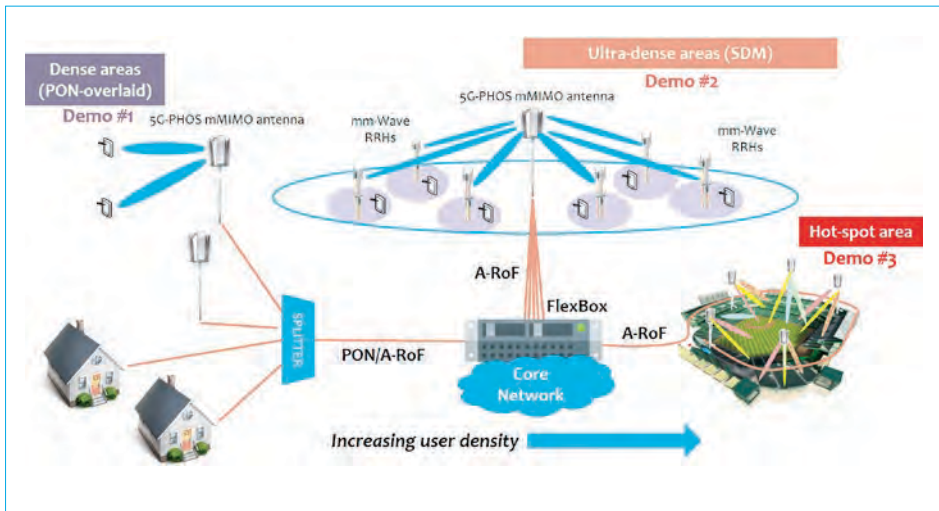 Dense areas
(PON-overlaid)
Demo #1
5G-PHOS mMIMO antenna
Ultra-dense areas (SDM)
Demo #2
5G-PHOS mMIMO antenna
mm-Wave
RRHs
mm-Wave
RRHs
Hot-spot area
Demo #3
A-RoF
FlexBox
A-RoF
SPLITTER
PON/A-RoF
Core
Network
Increasing user density